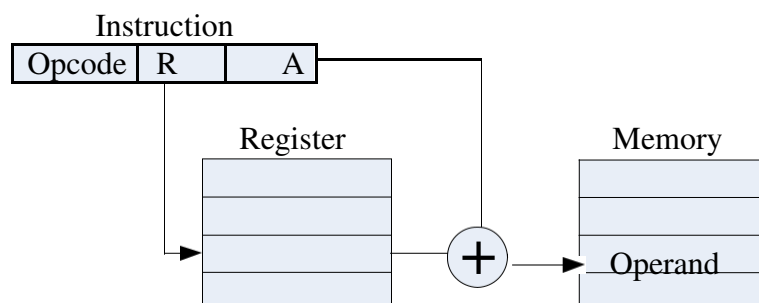 Instruction
Opcode R A
Register
Memory
+
Operand